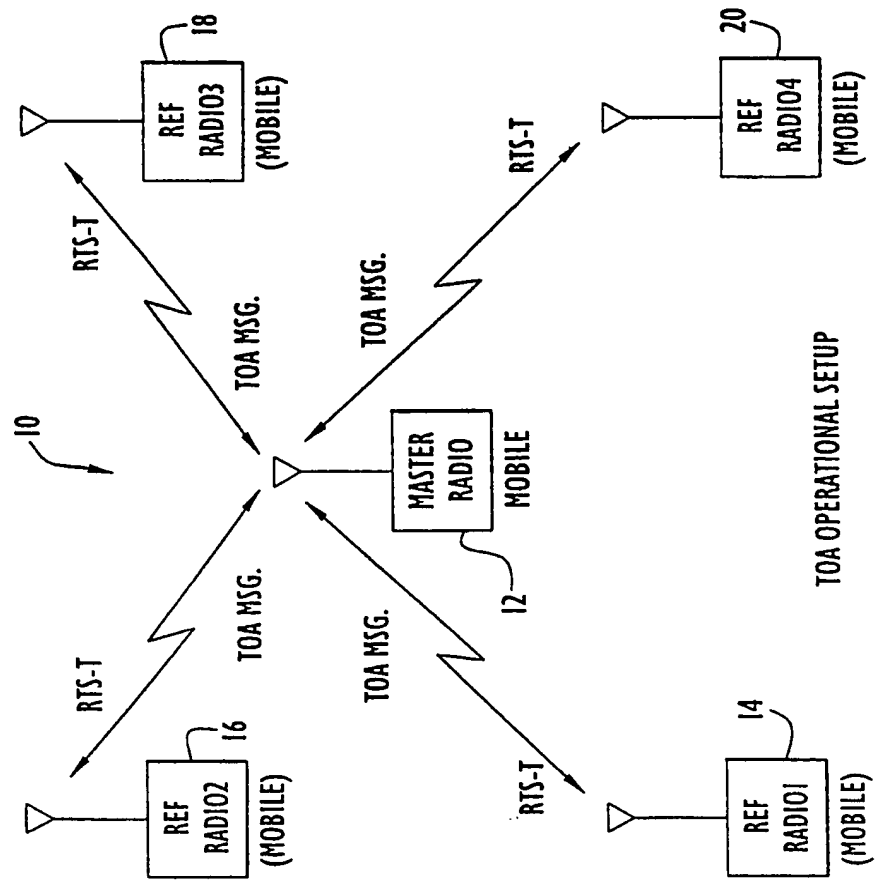 10
REF
RADIO2
(MOBILE)
16
RTS-T
TOA MSG.
REF
RADIO3
(MOBILE)
18
RTS-T
TOA MSG.
MASTER
RADIO
MOBILE
12
REF
RADIO1
(MOBILE)
14
RTS-T
TOA MSG.
REF
RADIO4
(MOBILE)
20
RTS-T
TOA MSG.
TOA OPERATIONAL SETUP